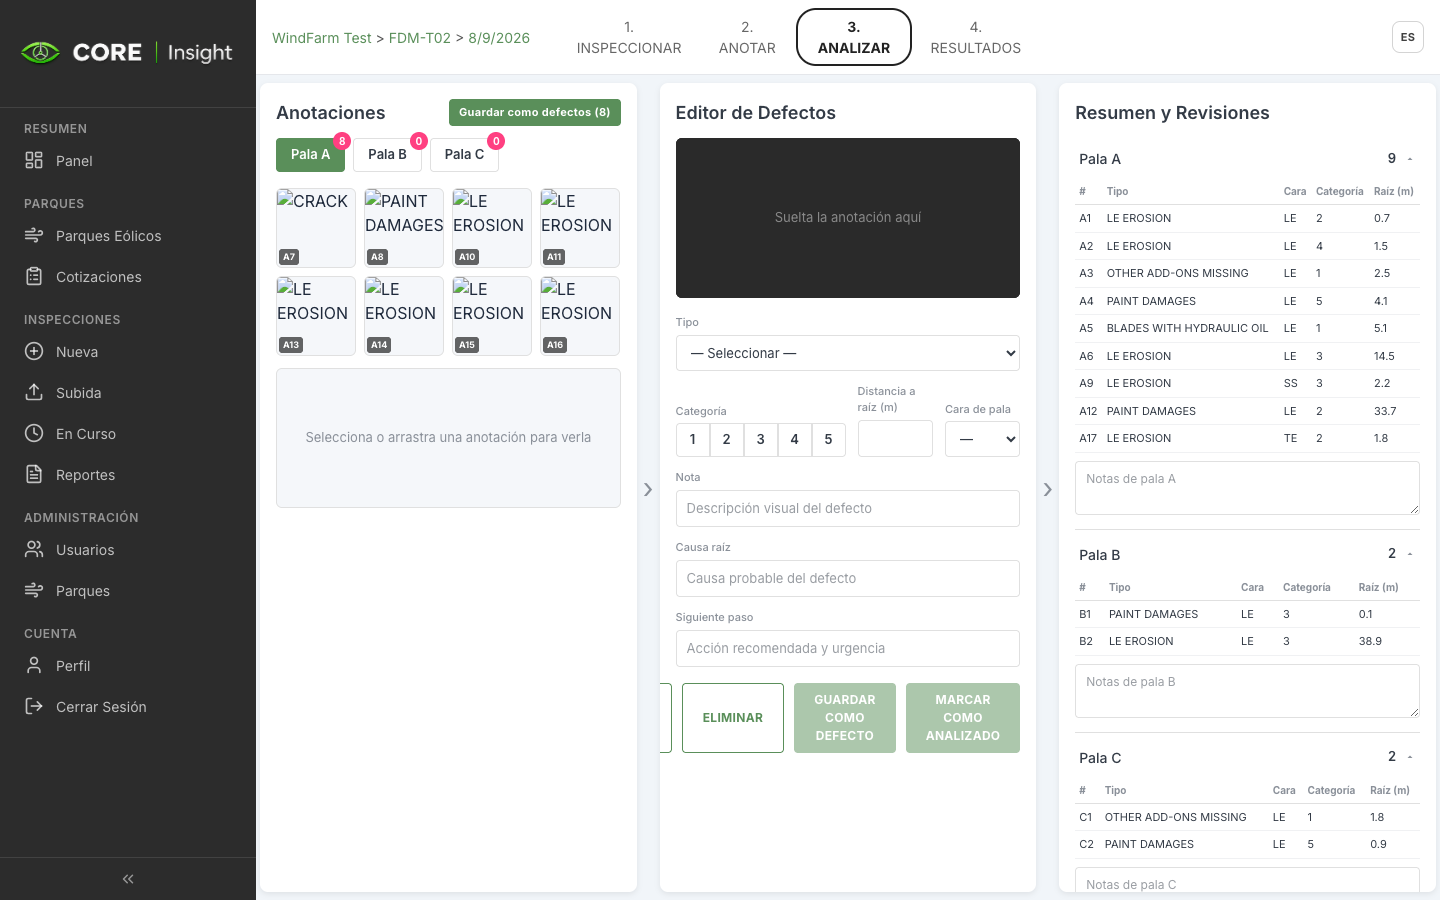 CORE | Insight
RESUMEN
Panel
PARQUES
Parques Eólicos
Cotizaciones
INSPECCIONES
Nueva
Subida
En Curso
Reportes
ADMINISTRACIÓN
Usuarios
Parques
CUENTA
Perfil
Cerrar Sesión
WindFarm Test > FDM-T02 > 8/9/2026
1.
INSPECCIONAR
2.
ANOTAR
3.
ANALIZAR
4.
RESULTADOS
ES
Anotaciones
Guardar como defectos (8)
Pala A 8
Pala B 0
Pala C 0
CRACK
A7
PAINT
DAMAGES
A8
LE
EROSION
A10
LE
EROSION
A11
LE
EROSION
A13
LE
EROSION
A14
LE
EROSION
A15
LE
EROSION
A16
Selecciona o arrastra una anotación para verla
Editor de Defectos
Suelta la anotación aquí
Tipo
— Seleccionar —
Categoría
1 2 3 4 5
Distancia a
raíz (m)
Cara de pala
—
Nota
Descripción visual del defecto
Causa raíz
Causa probable del defecto
Siguiente paso
Acción recomendada y urgencia
ELIMINAR
GUARDAR
COMO
DEFECTO
MARCAR
COMO
ANALIZADO
Resumen y Revisiones
Pala A 9
# Tipo Cara Categoría Raíz (m)
A1 LE EROSION LE 2 0.7
A2 LE EROSION LE 4 1.5
A3 OTHER ADD-ONS MISSING LE 1 2.5
A4 PAINT DAMAGES LE 5 4.1
A5 BLADES WITH HYDRAULIC OIL LE 1 5.1
A6 LE EROSION LE 3 14.5
A9 LE EROSION SS 3 2.2
A12 PAINT DAMAGES LE 2 33.7
A17 LE EROSION TE 2 1.8
Notas de pala A
Pala B 2
# Tipo Cara Categoría Raíz (m)
B1 PAINT DAMAGES LE 3 0.1
B2 LE EROSION LE 3 38.9
Notas de pala B
Pala C 2
# Tipo Cara Categoría Raíz (m)
C1 OTHER ADD-ONS MISSING LE 1 1.8
C2 PAINT DAMAGES LE 5 0.9
Notas de pala C